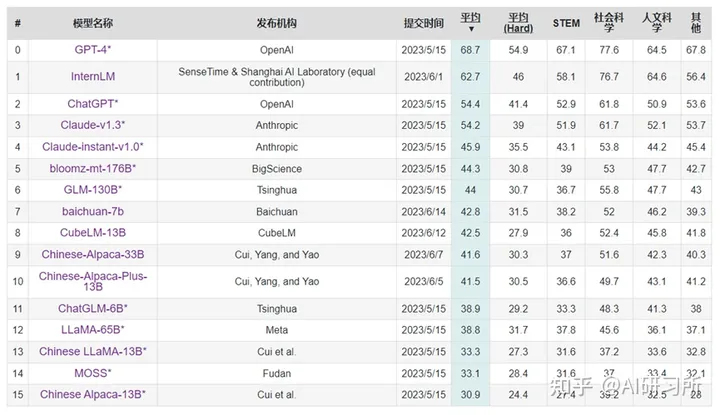 # 模型名称 发布机构 提交时间 平均▼ 平均(Hard) STEM 社会科学 人文科学 其他
0 GPT-4* OpenAI 2023/5/15 68.7 54.9 67.1 77.6 64.5 67.8
1 InternLM SenseTime & Shanghai AI Laboratory (equal contribution) 2023/6/1 62.7 46 58.1 76.7 64.6 56.4
2 ChatGPT* OpenAI 2023/5/15 54.4 41.4 52.9 61.8 50.9 53.6
3 Claude-v1.3* Anthropic 2023/5/15 54.2 39 51.9 61.7 52.1 53.7
4 Claude-instant-v1.0* Anthropic 2023/5/15 45.9 35.5 43.1 53.8 44.2 45.4
5 bloomz-mt-176B* BigScience 2023/5/15 44.3 30.8 39 53 47.7 42.7
6 GLM-130B* Tsinghua 2023/5/15 44 30.7 36.7 55.8 47.7 43
7 baichuan-7b Baichuan 2023/6/14 42.8 31.5 38.2 52 46.2 39.3
8 CubeLM-13B CubeLM 2023/6/12 42.5 27.9 36 52.4 45.8 41.8
9 Chinese-Alpaca-33B Cui, Yang, and Yao 2023/6/7 41.6 30.3 37 51.6 42.3 40.3
10 Chinese-Alpaca-Plus-13B Cui, Yang, and Yao 2023/6/5 41.5 30.5 36.6 49.7 43.1 41.2
11 ChatGLM-6B* Tsinghua 2023/5/15 38.9 29.2 33.3 48.3 41.3 38
12 LLaMA-65B* Meta 2023/5/15 38.8 31.7 37.8 45.6 36.1 37.1
13 Chinese LLaMA-13B* Cui et al. 2023/5/15 33.3 27.3 31.6 37.2 33.6 32.8
14 MOSS* Fudan 2023/5/15 33.1 28.4 31.6 37 33.4 32.1
15 Chinese Alpaca-13B* Cui et al. 2023/5/15 30.9 24.4 27.4 39.2 32.5 28
知乎 @AI研习所